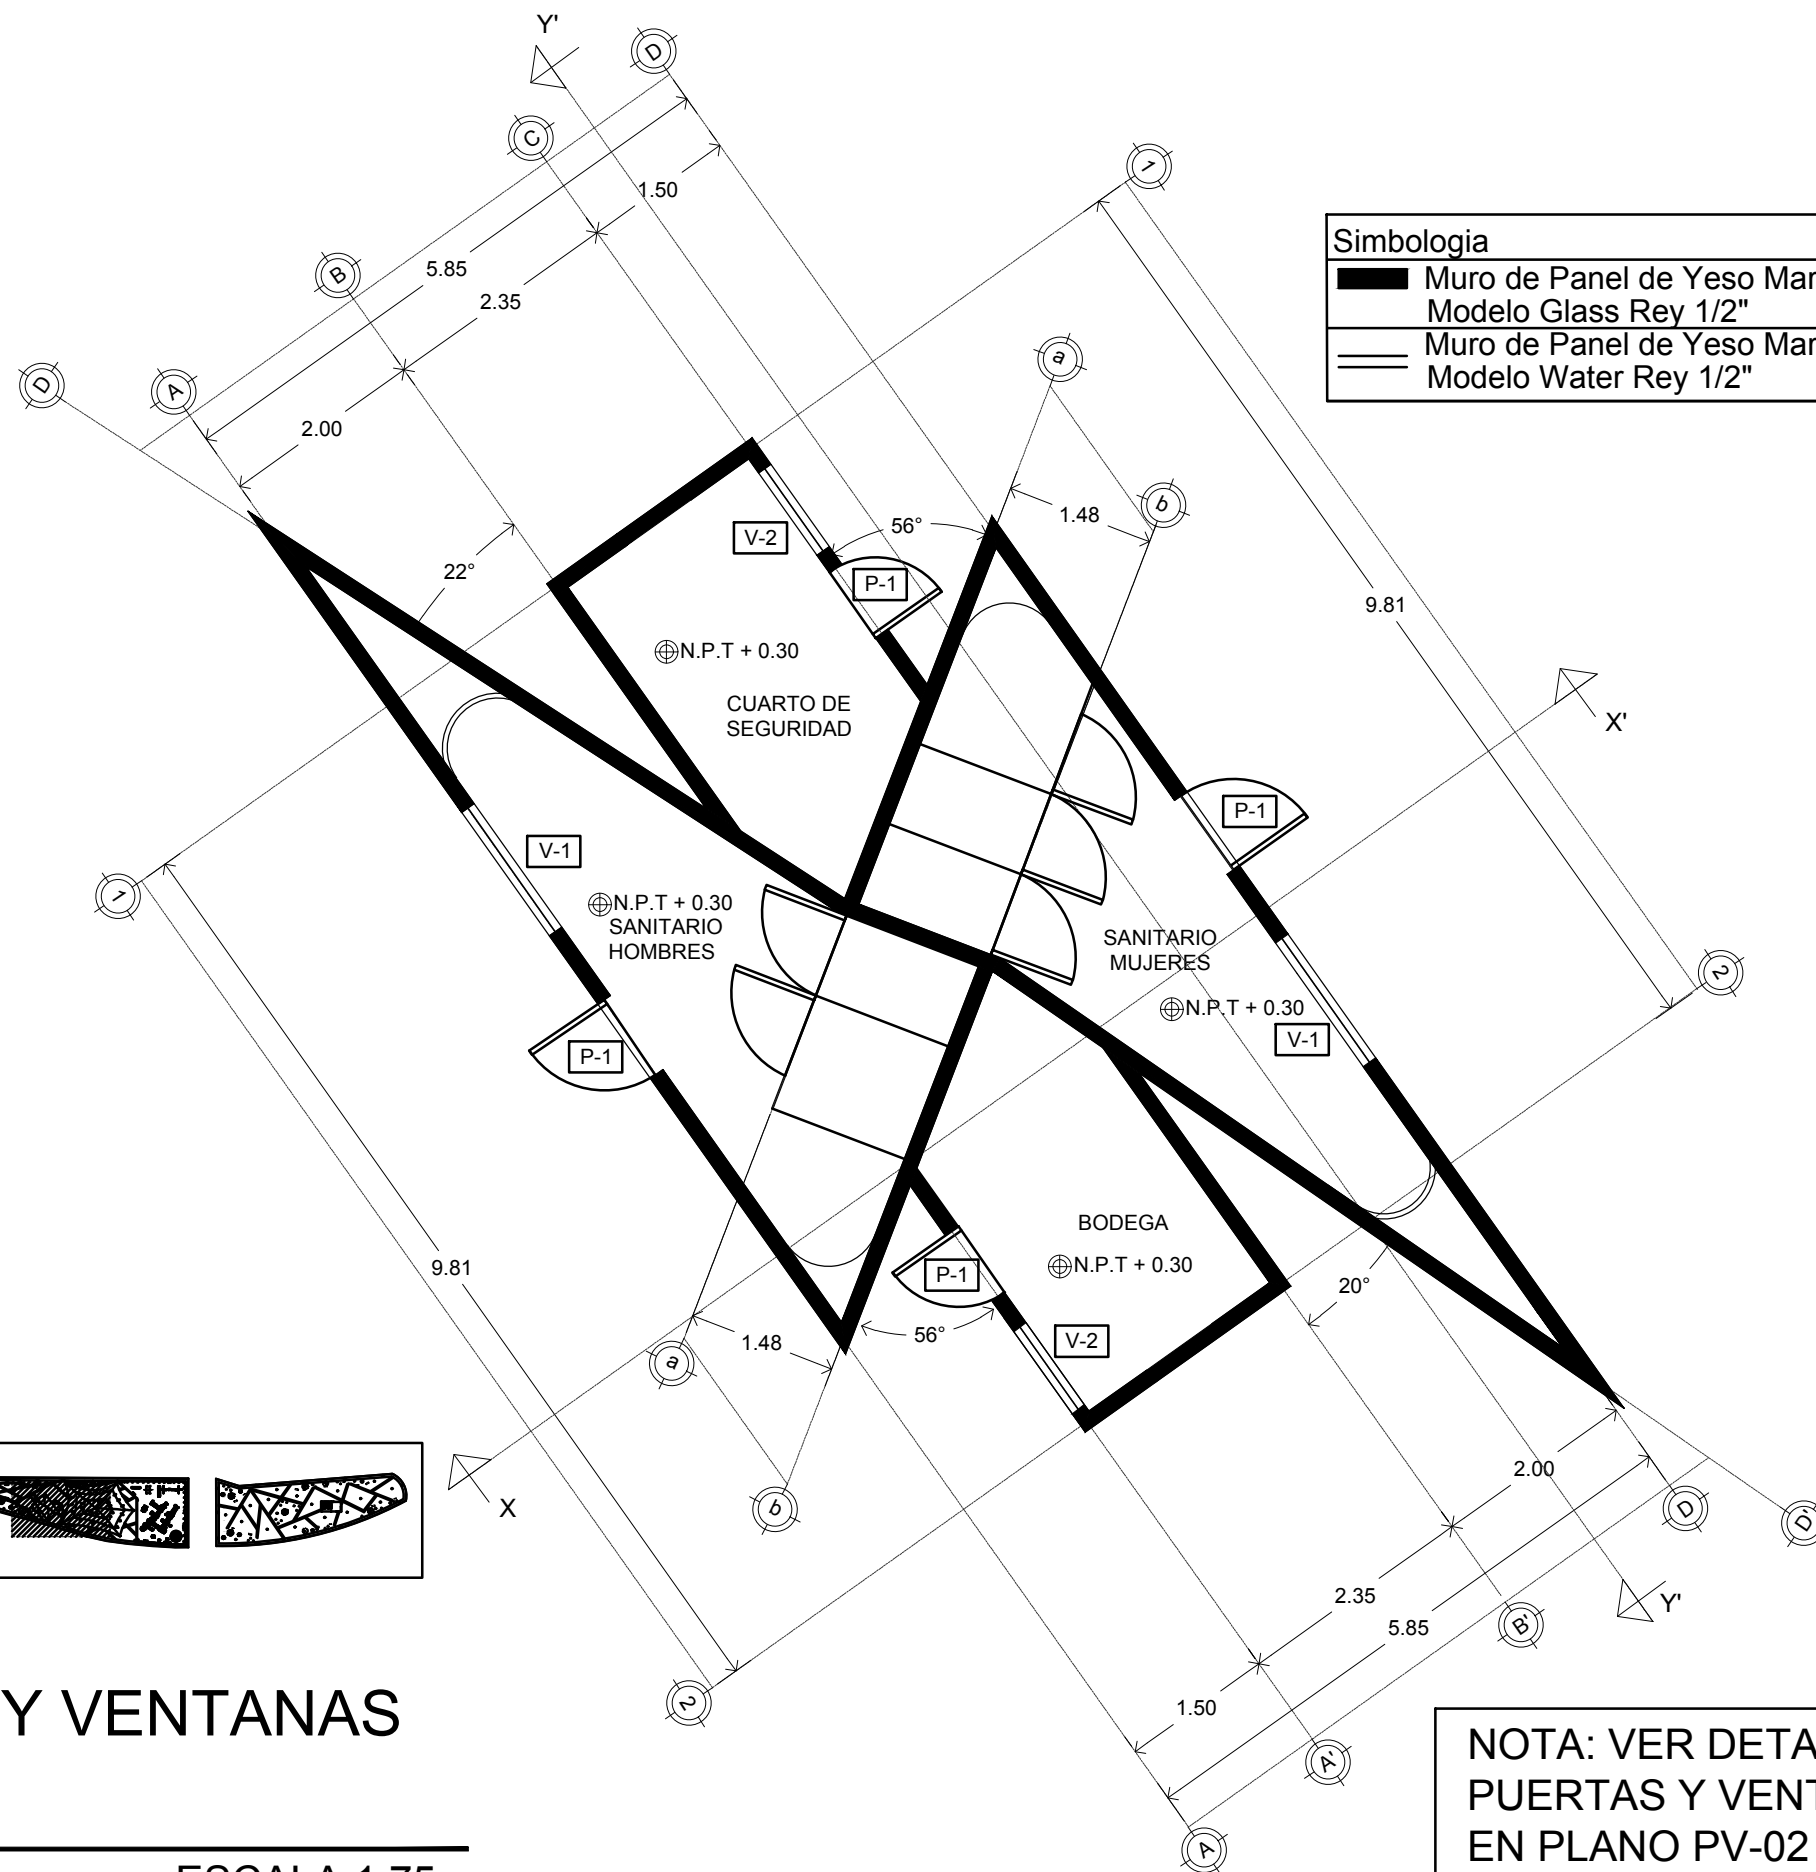 Y'
D
C
1
B
1.50
5.85
2.35
Simbologia
Muro de Panel de Yeso Mar
Modelo Glass Rey 1/2"
Muro de Panel de Yeso Mar
Modelo Water Rey 1/2"
D
A
a
2.00
b
1.48
V-2
56°
P-1
22°
9.81
N.P.T + 0.30
CUARTO DE
SEGURIDAD
X'
P-1
V-1
1
N.P.T + 0.30
SANITARIO
HOMBRES
SANITARIO
MUJERES
2
N.P.T + 0.30
V-1
P-1
BODEGA
N.P.T + 0.30
9.81
P-1
20°
1.48
56°
V-2
a
2.00
X
b
D
D'
2.35
Y'
5.85
B'
2
1.50
Y VENTANAS
A'
A
NOTA: VER DETA
PUERTAS Y VENT
EN PLANO PV-02